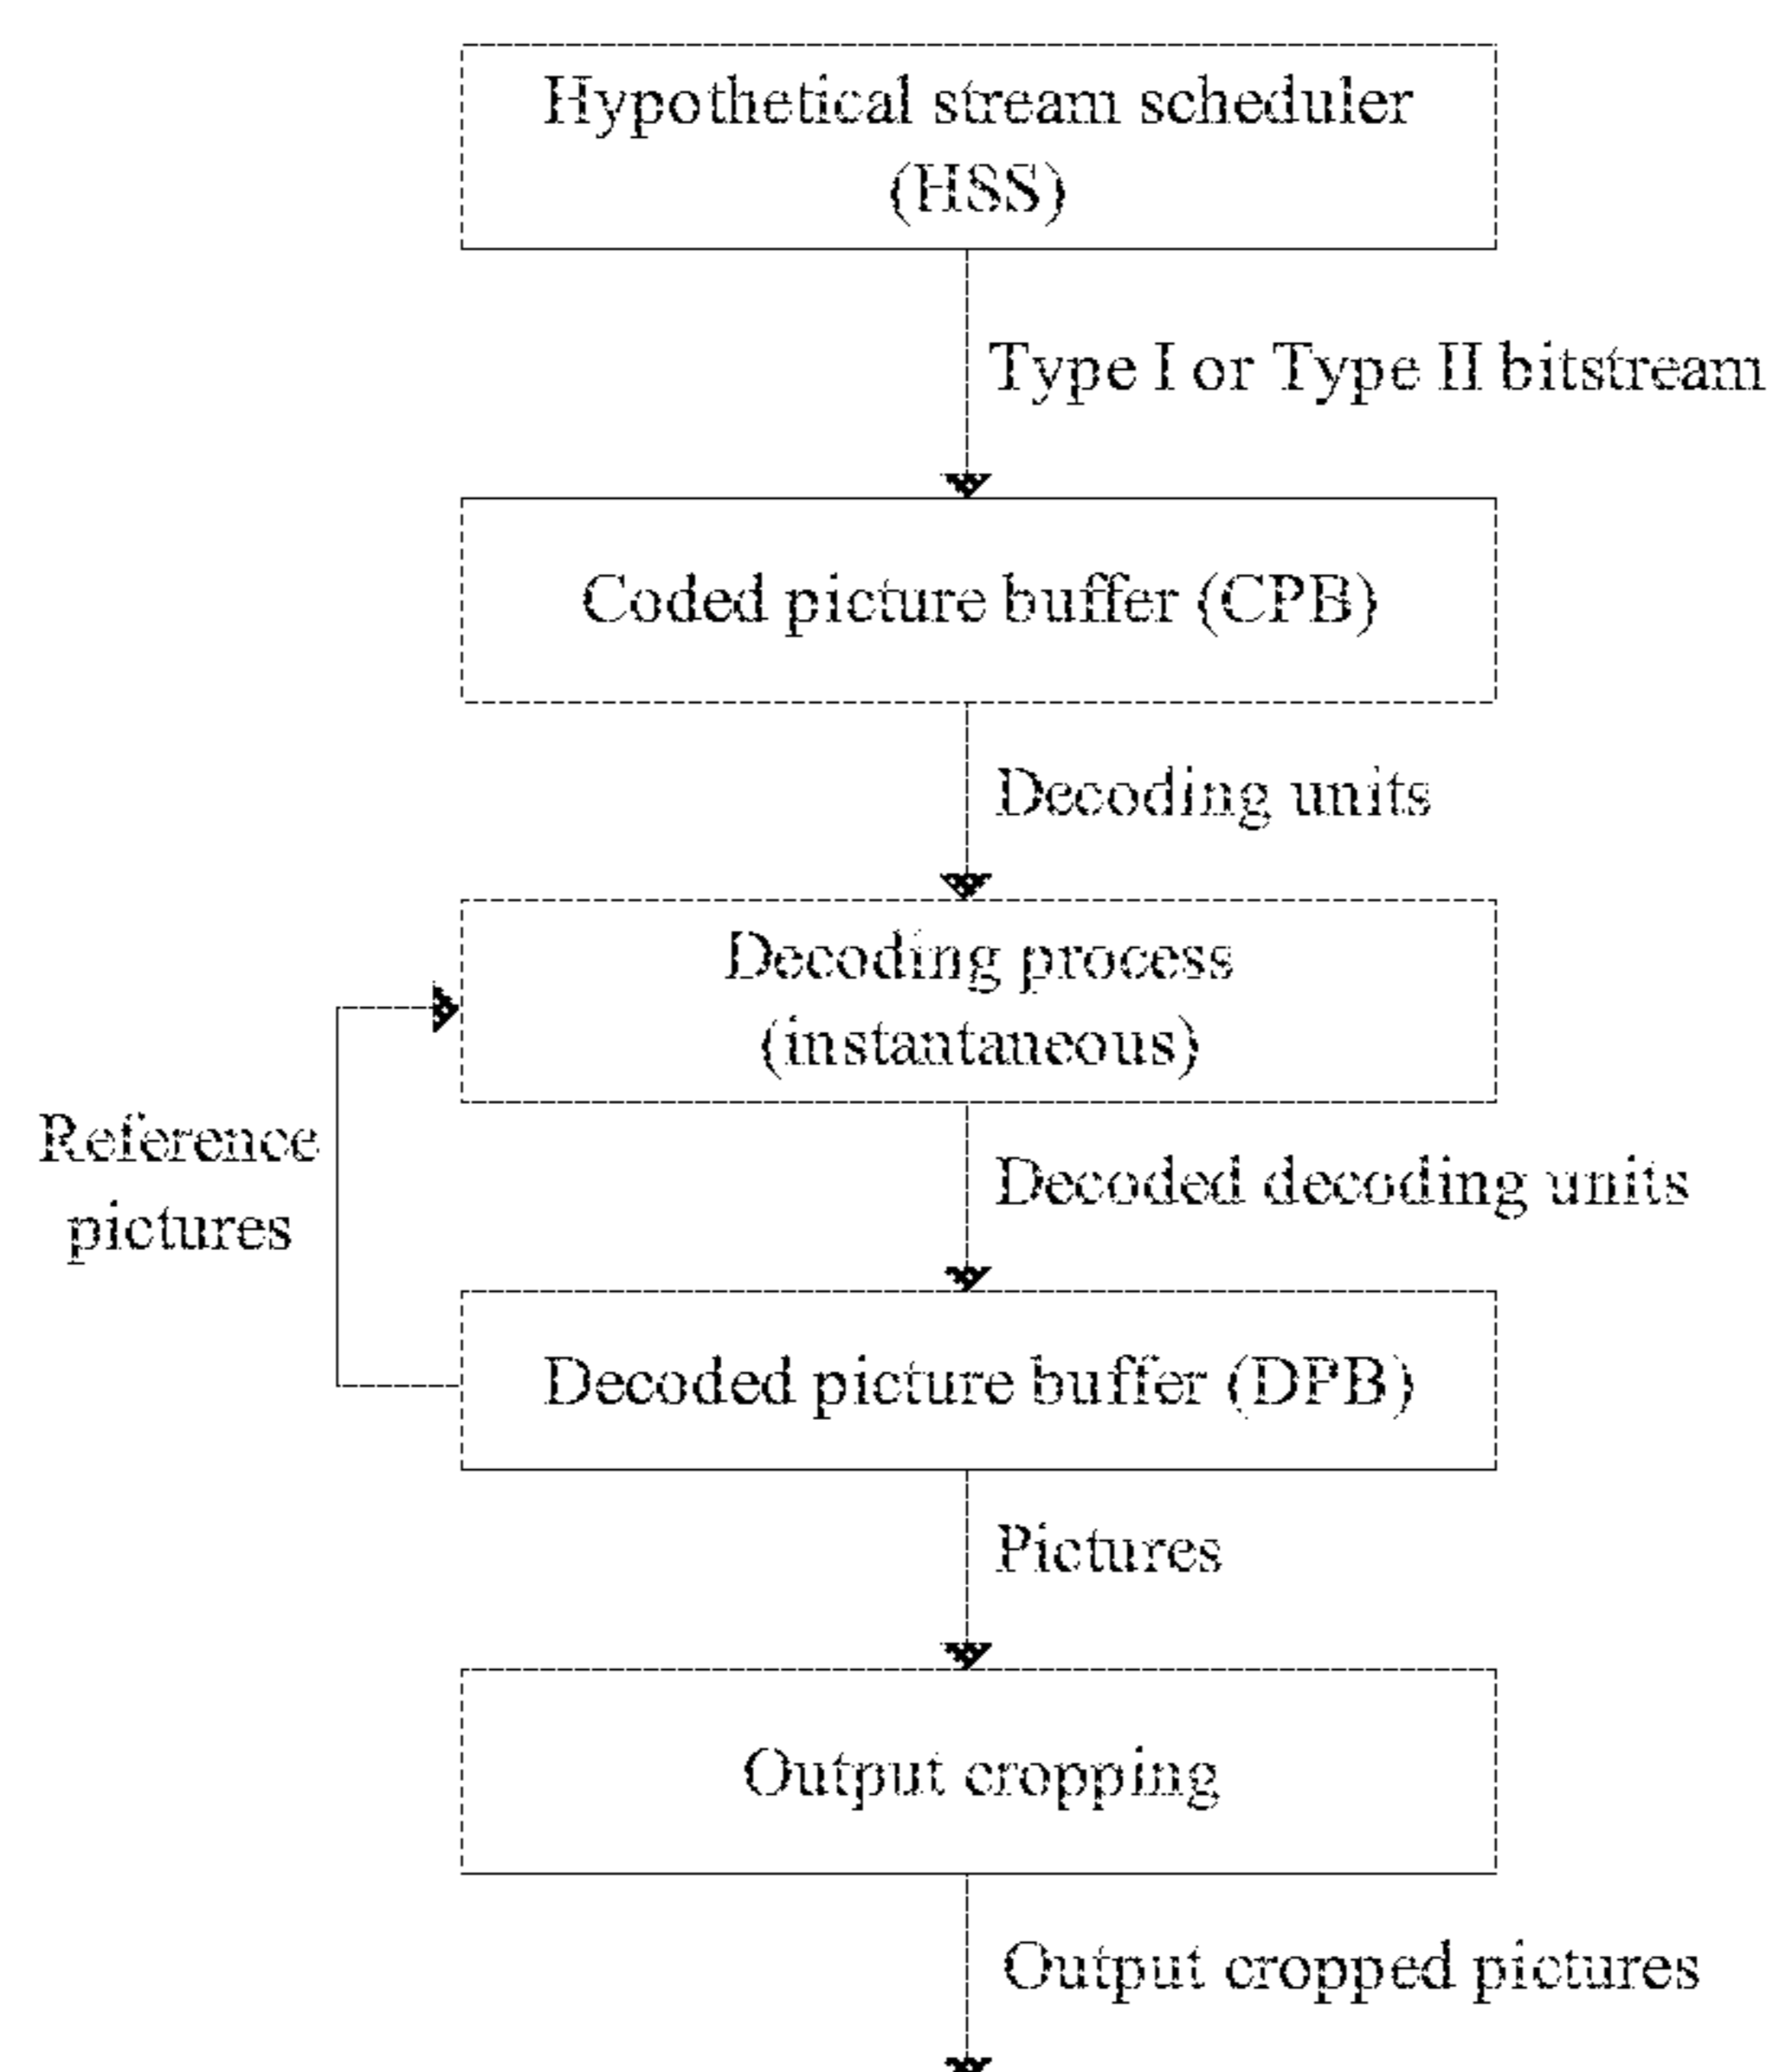 Hypothetical stream scheduler
(HSS)
Type I or Type II bitstream
Coded picture buffer (CPB)
Decoding units
Decoding process
(instantaneous)
Reference
pictures
Decoded decoding units
Decoded picture buffer (DPB)
Pictures
Output cropping
Output cropped pictures